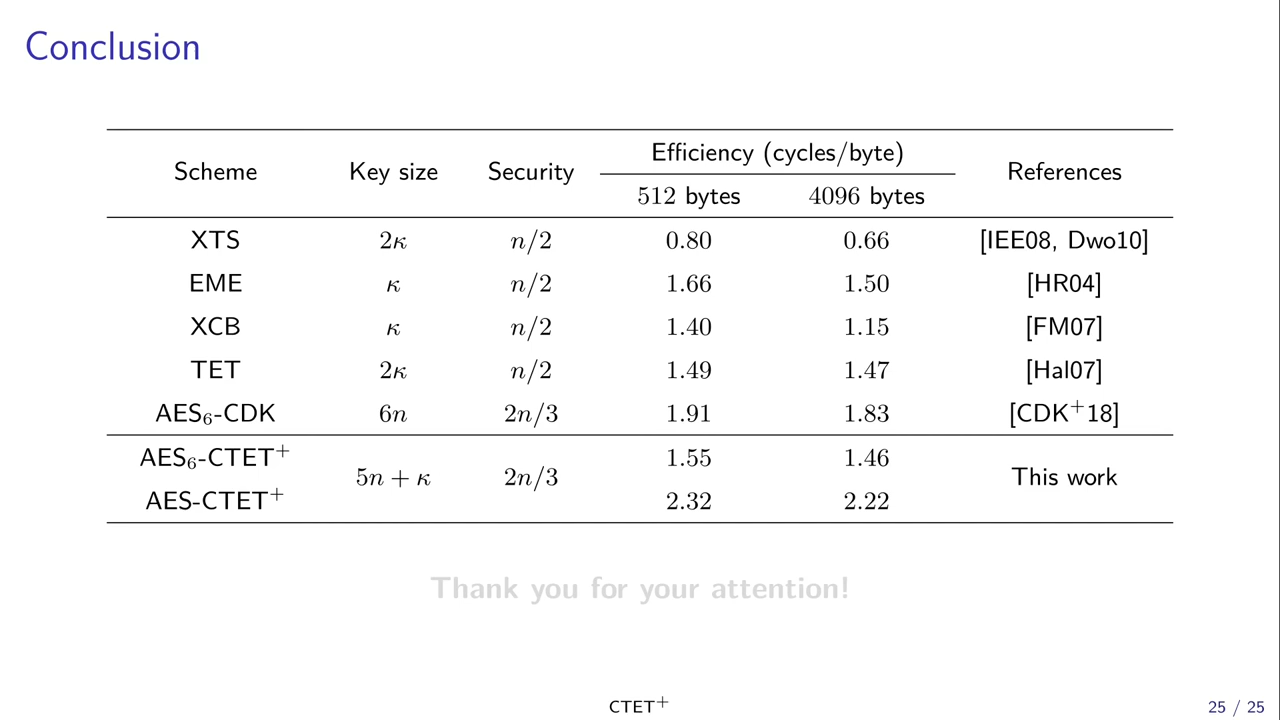 Conclusion
Scheme Key size Security Efficiency (cycles/byte) References
512 bytes 4096 bytes
XTS 2κ n/2 0.80 0.66 [IEE08, Dwo10]
EME κ n/2 1.66 1.50 [HR04]
XCB κ n/2 1.40 1.15 [FM07]
TET 2κ n/2 1.49 1.47 [Hal07]
AES₆-CDK 6n 2n/3 1.91 1.83 [CDK⁺18]
AES₆-CTET⁺ 1.55 1.46
5n + κ 2n/3 This work
AES-CTET⁺ 2.32 2.22
Thank you for your attention!
CTET⁺ 25 / 25